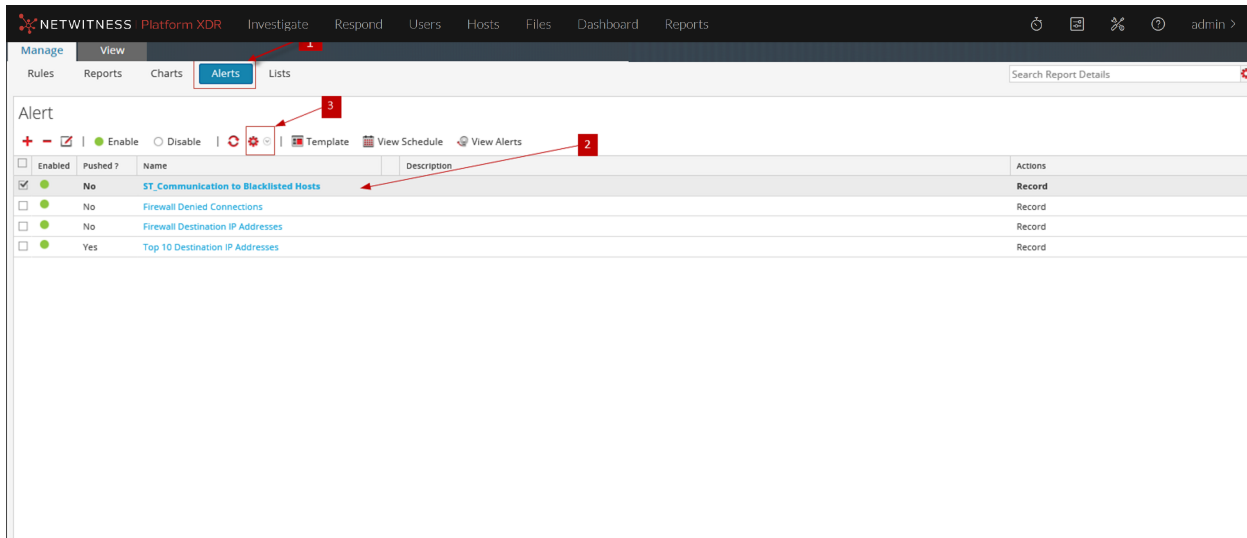 NETWITNESS Platform XDR Investigate Respond Users Hosts Files Dashboard Reports admin >
Manage View
1
Rules Reports Charts Alerts Lists Search Report Details
Alert
3
Enable Disable Template View Schedule View Alerts
2
Enabled Pushed ? Name Description Actions
No ST_Communication to Blacklisted Hosts Record
No Firewall Denied Connections Record
No Firewall Destination IP Addresses Record
Yes Top 10 Destination IP Addresses Record